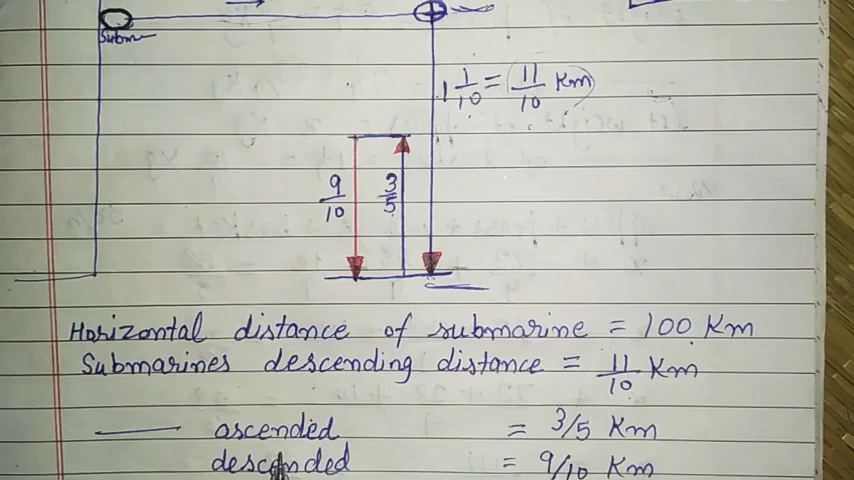 Subm
1 1/10 = 11/10 Km
9/10
3/5
Horizontal distance of submarine = 100 Km
Submarines descending distance = 11/10 Km
ascended = 3/5 Km
descended = 9/10 Km